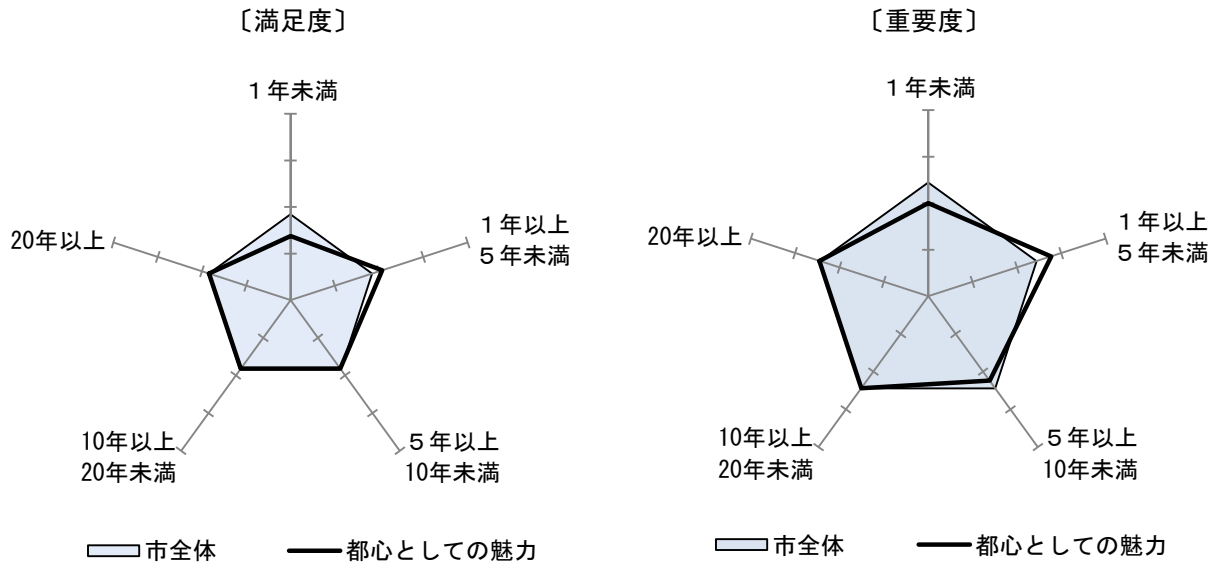 〔満足度〕
１年未満
１年以上
５年未満
５年以上
10年未満
10年以上
20年未満
20年以上
市全体
都心としての魅力
〔重要度〕
１年未満
１年以上
５年未満
５年以上
10年未満
10年以上
20年未満
20年以上
市全体
都心としての魅力